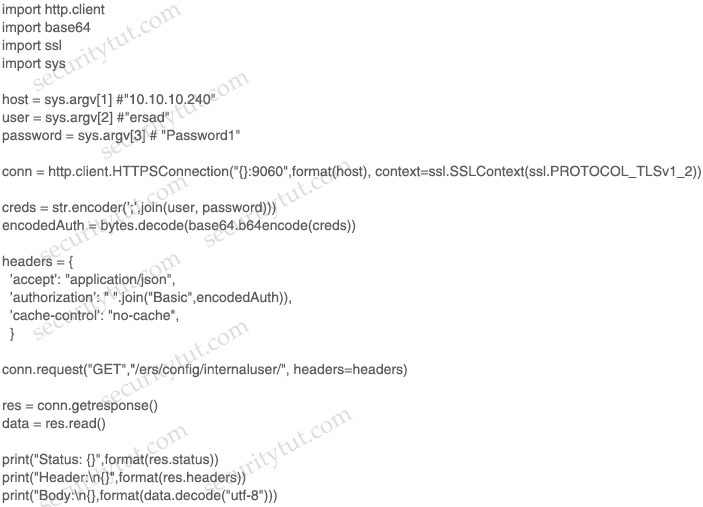 import http.client
import base64
import ssl
import sys
host = sys.argv[1] #"10.10.10.240"
user = sys.argv[2] #"ersad"
password = sys.argv[3] # "Password1"
conn = http.client.HTTPSConnection("{}:9060",format(host), context=ssl.SSLContext(ssl.PROTOCOL_TLSv1_2))
creds = str.encoder(';',join(user, password)))
encodedAuth = bytes.decode(base64.b64encode(creds))
headers = {
'accept': "application/json",
'authorization': " ".join("Basic",encodedAuth)),
'cache-control': "no-cache",
}
conn.request("GET","/ers/config/internaluser/", headers=headers)
res = conn.getresponse()
data = res.read()
print("Status: {}",format(res.status))
print("Header:\n{}",format(res.headers))
print("Body:\n{},format(data.decode("utf-8")))
securitytut.com
securitytut.com
securitytut.com
securitytut.com
securitytut.com
securitytut.com
securitytut.com
securitytut.com